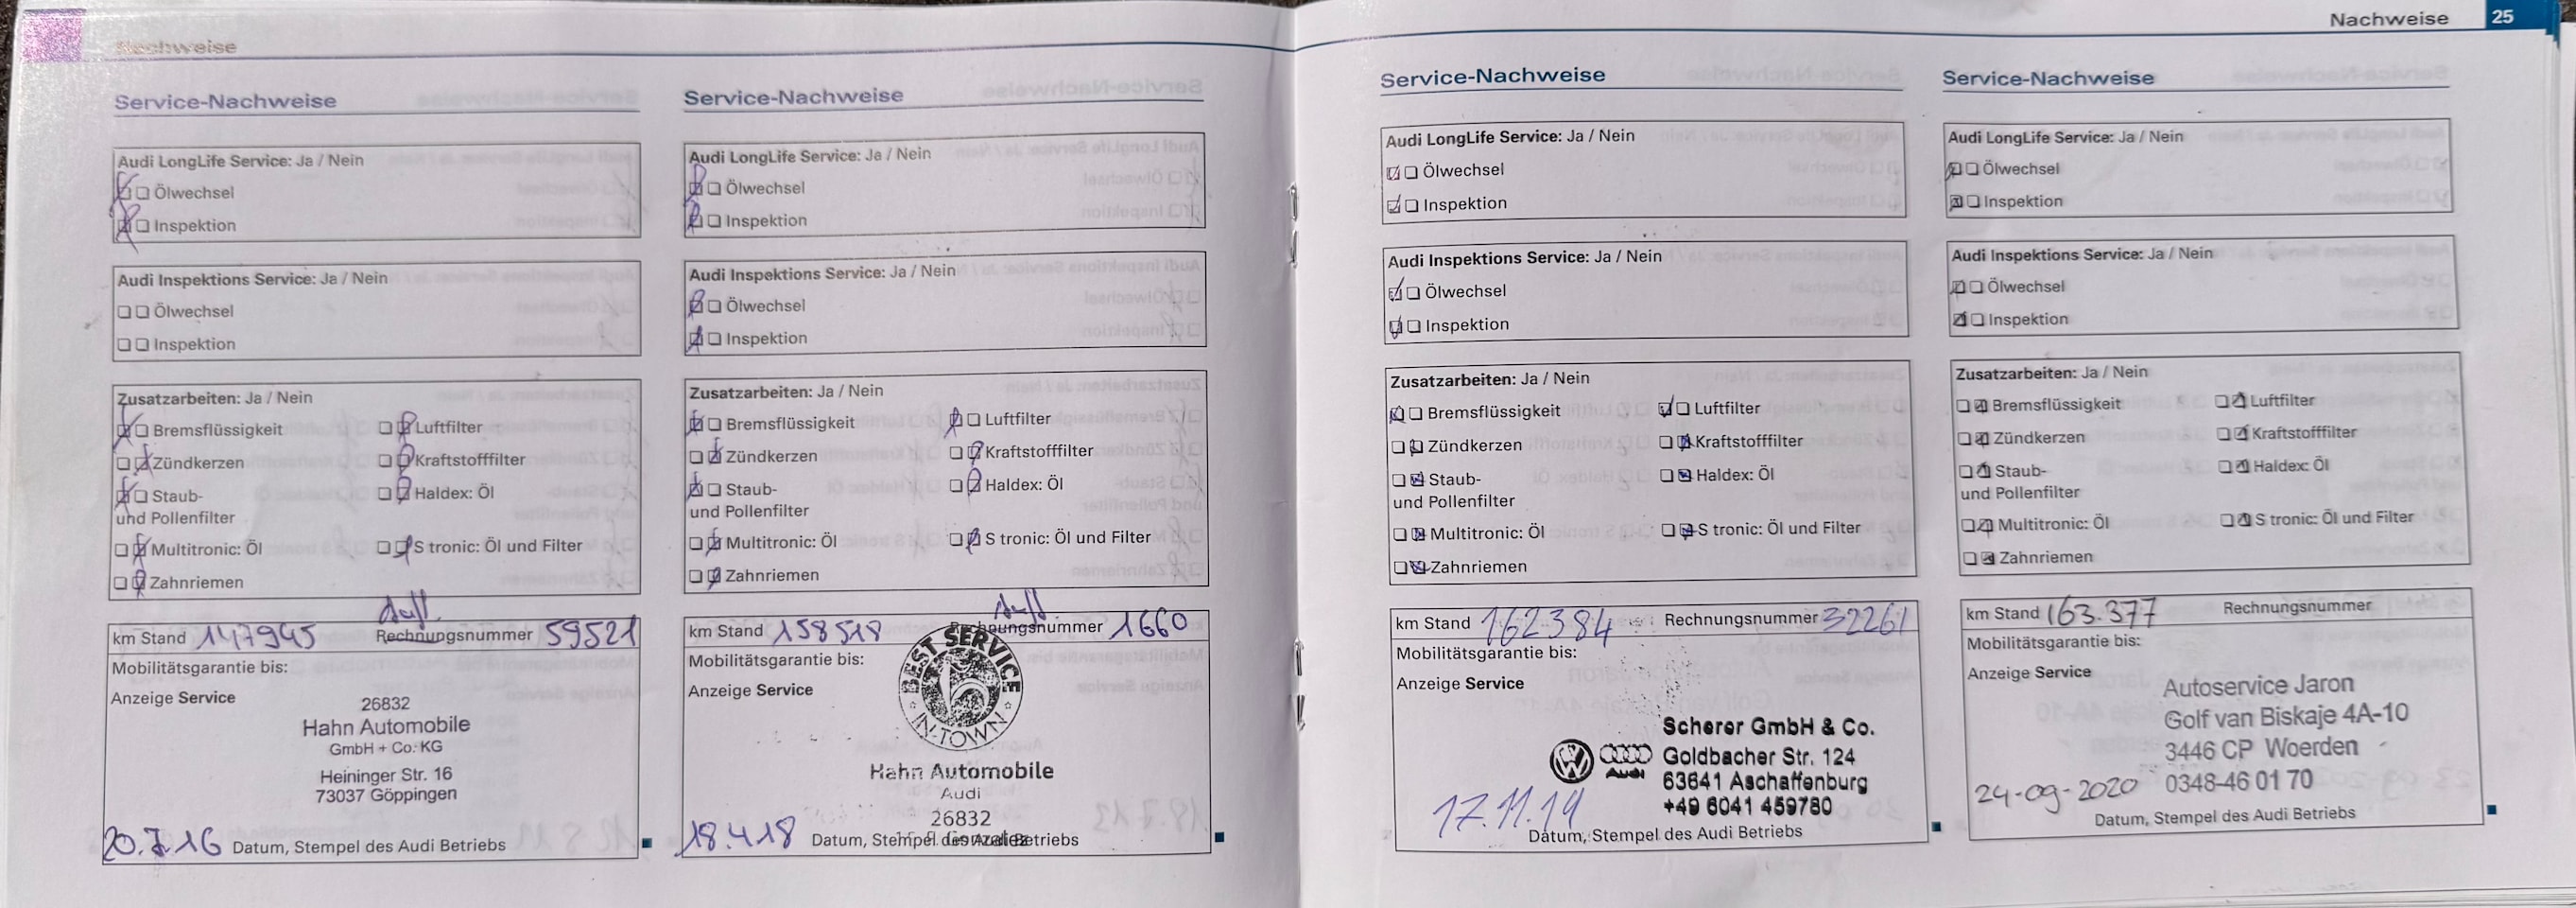 Nachweise
Service-Nachweise
Audi LongLife Service: Ja / Nein
Ölwechsel
Inspektion
Audi Inspektions Service: Ja / Nein
Ölwechsel
Inspektion
Zusatzarbeiten: Ja / Nein
Bremsflüssigkeit Luftfilter
Zündkerzen Kraftstofffilter
Staub- Haldex: Öl
und Pollenfilter
Multitronic: Öl S tronic: Öl und Filter
Zahnriemen
Auft.
km Stand 147945 Rechnungsnummer 59521
Mobilitätsgarantie bis:
Anzeige Service
26832
Hahn Automobile
GmbH + Co. KG
Heininger Str. 16
73037 Göppingen
20.7.16 Datum, Stempel des Audi Betriebs
Service-Nachweise
Audi LongLife Service: Ja / Nein
Ölwechsel
Inspektion
Audi Inspektions Service: Ja / Nein
Ölwechsel
Inspektion
Zusatzarbeiten: Ja / Nein
Bremsflüssigkeit Luftfilter
Zündkerzen Kraftstofffilter
Staub- Haldex: Öl
und Pollenfilter
Multitronic: Öl S tronic: Öl und Filter
Zahnriemen
Auft.
km Stand 158518 Rechnungsnummer 1660
Mobilitätsgarantie bis:
Anzeige Service
BEST SERVICE
IN TOWN
Hahn Automobile
Audi
26832
18.4.18 Datum, Stempel des Audi Betriebs
Nachweise 25
Service-Nachweise
Audi LongLife Service: Ja / Nein
Ölwechsel
Inspektion
Audi Inspektions Service: Ja / Nein
Ölwechsel
Inspektion
Zusatzarbeiten: Ja / Nein
Bremsflüssigkeit Luftfilter
Zündkerzen Kraftstofffilter
Staub- Haldex: Öl
und Pollenfilter
Multitronic: Öl S tronic: Öl und Filter
Zahnriemen
km Stand 162384 Rechnungsnummer 32261
Mobilitätsgarantie bis:
Anzeige Service
Scherer GmbH & Co.
Goldbacher Str. 124
Audi 63641 Aschaffenburg
+49 6041 459780
17.11.19
Datum, Stempel des Audi Betriebs
Service-Nachweise
Audi LongLife Service: Ja / Nein
Ölwechsel
Inspektion
Audi Inspektions Service: Ja / Nein
Ölwechsel
Inspektion
Zusatzarbeiten: Ja / Nein
Bremsflüssigkeit Luftfilter
Zündkerzen Kraftstofffilter
Staub- Haldex: Öl
und Pollenfilter
Multitronic: Öl S tronic: Öl und Filter
Zahnriemen
km Stand 163.377 Rechnungsnummer
Mobilitätsgarantie bis:
Anzeige Service
Autoservice Jaron
Golf van Biskaje 4A-10
3446 CP Woerden
24-09-2020 0348-46 01 70
Datum, Stempel des Audi Betriebs